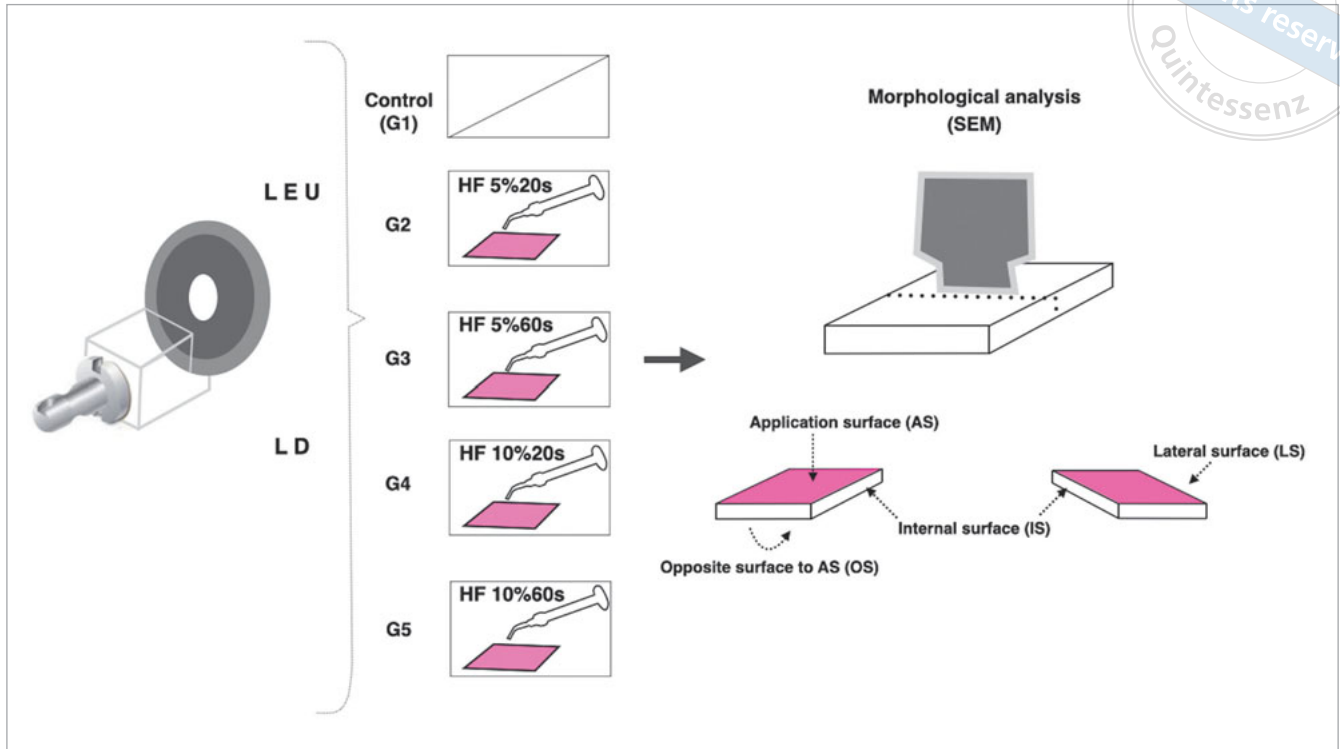 L E U
L D
Control
(G1)
G2
HF 5%20s
G3
HF 5%60s
G4
HF 10%20s
G5
HF 10%60s
Morphological analysis
(SEM)
Application surface (AS)
Lateral surface (LS)
Internal surface (IS)
Opposite surface to AS (OS)
Quintessenz